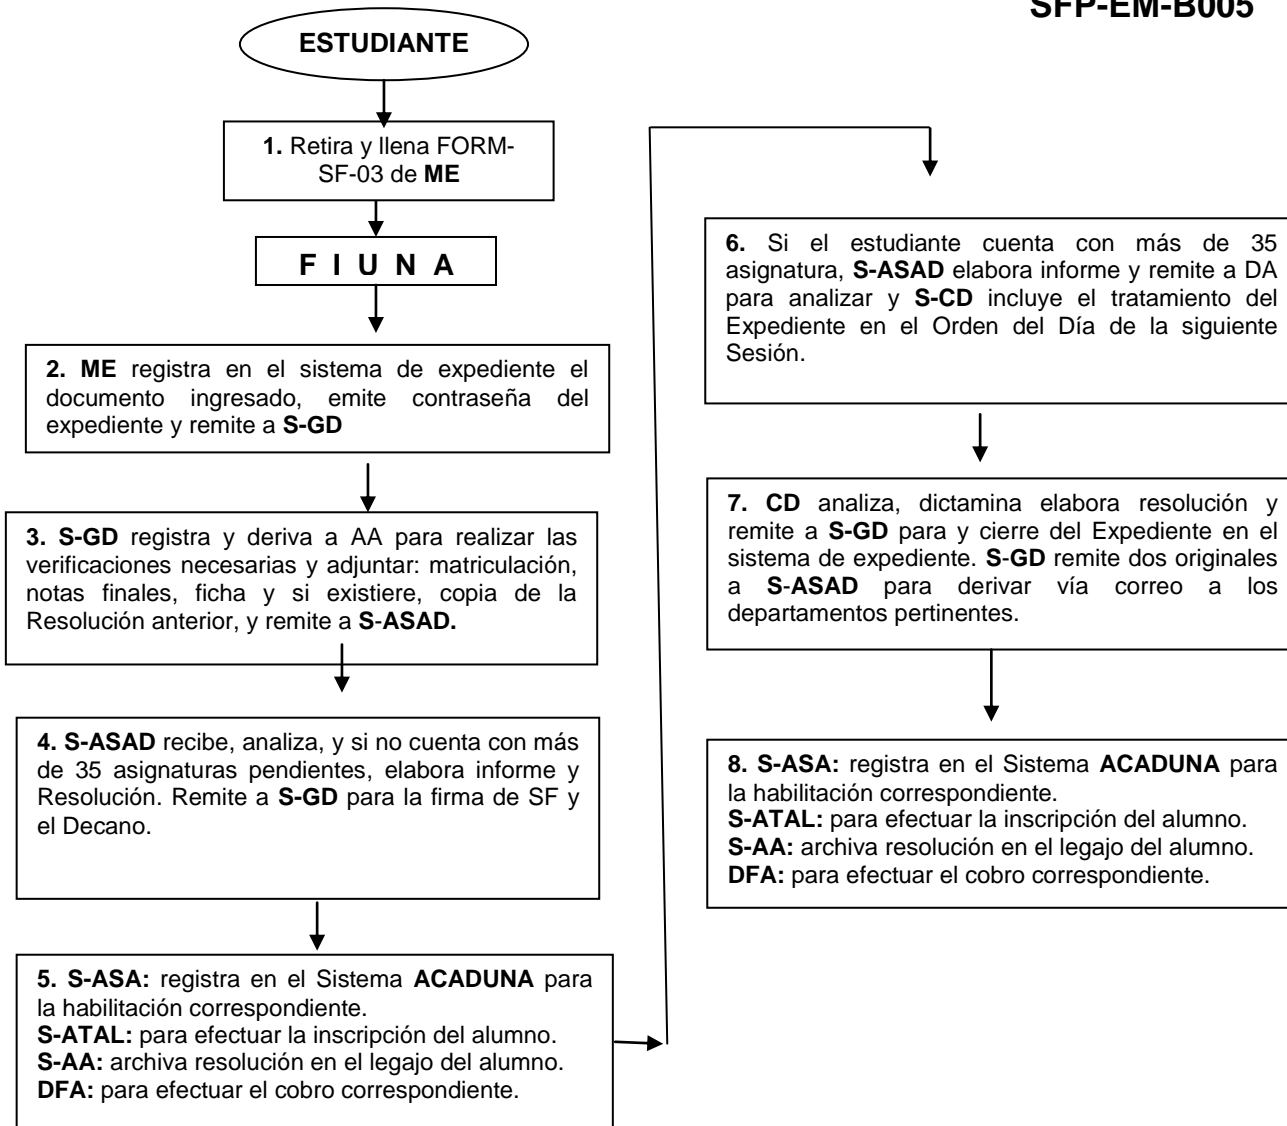 SFP-EM-B005
ESTUDIANTE
1. Retira y llena FORM-
SF-03 de ME
F I U N A
2. ME registra en el sistema de expediente el
documento ingresado, emite contraseña del
expediente y remite a S-GD
3. S-GD registra y deriva a AA para realizar las
verificaciones necesarias y adjuntar: matriculación,
notas finales, ficha y si existiere, copia de la
Resolución anterior, y remite a S-ASAD.
4. S-ASAD recibe, analiza, y si no cuenta con más
de 35 asignaturas pendientes, elabora informe y
Resolución. Remite a S-GD para la firma de SF y
el Decano.
5. S-ASA: registra en el Sistema ACADUNA para
la habilitación correspondiente.
S-ATAL: para efectuar la inscripción del alumno.
S-AA: archiva resolución en el legajo del alumno.
DFA: para efectuar el cobro correspondiente.
6. Si el estudiante cuenta con más de 35
asignatura, S-ASAD elabora informe y remite a DA
para analizar y S-CD incluye el tratamiento del
Expediente en el Orden del Día de la siguiente
Sesión.
7. CD analiza, dictamina elabora resolución y
remite a S-GD para y cierre del Expediente en el
sistema de expediente. S-GD remite dos originales
a S-ASAD para derivar vía correo a los
departamentos pertinentes.
8. S-ASA: registra en el Sistema ACADUNA para
la habilitación correspondiente.
S-ATAL: para efectuar la inscripción del alumno.
S-AA: archiva resolución en el legajo del alumno.
DFA: para efectuar el cobro correspondiente.